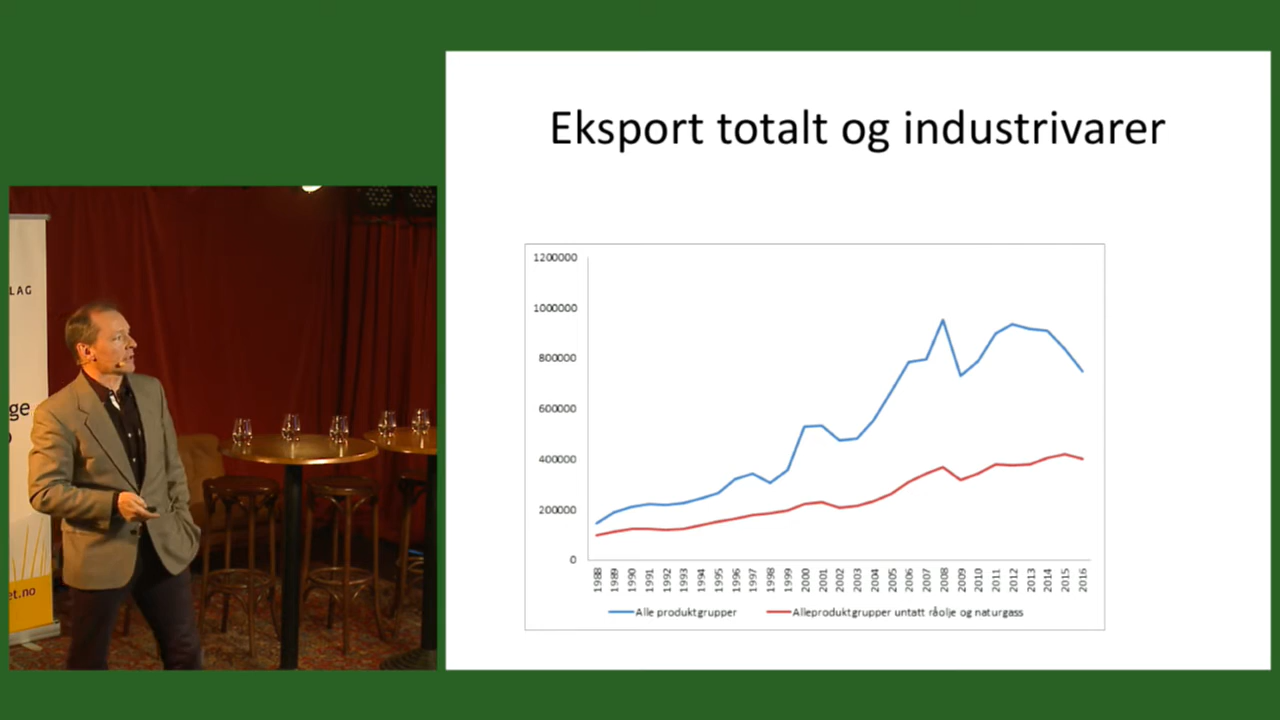 Eksport totalt og industrivarer
1200000
1000000
800000
600000
400000
200000
0
1988 1989 1990 1991 1992 1993 1994 1995 1996 1997 1998 1999 2000 2001 2002 2003 2004 2005 2006 2007 2008 2009 2010 2011 2012 2013 2014 2015 2016
Alle produktgrupper Alleproduktgrupper untatt råolje og naturgass
LAG
ge
et.no